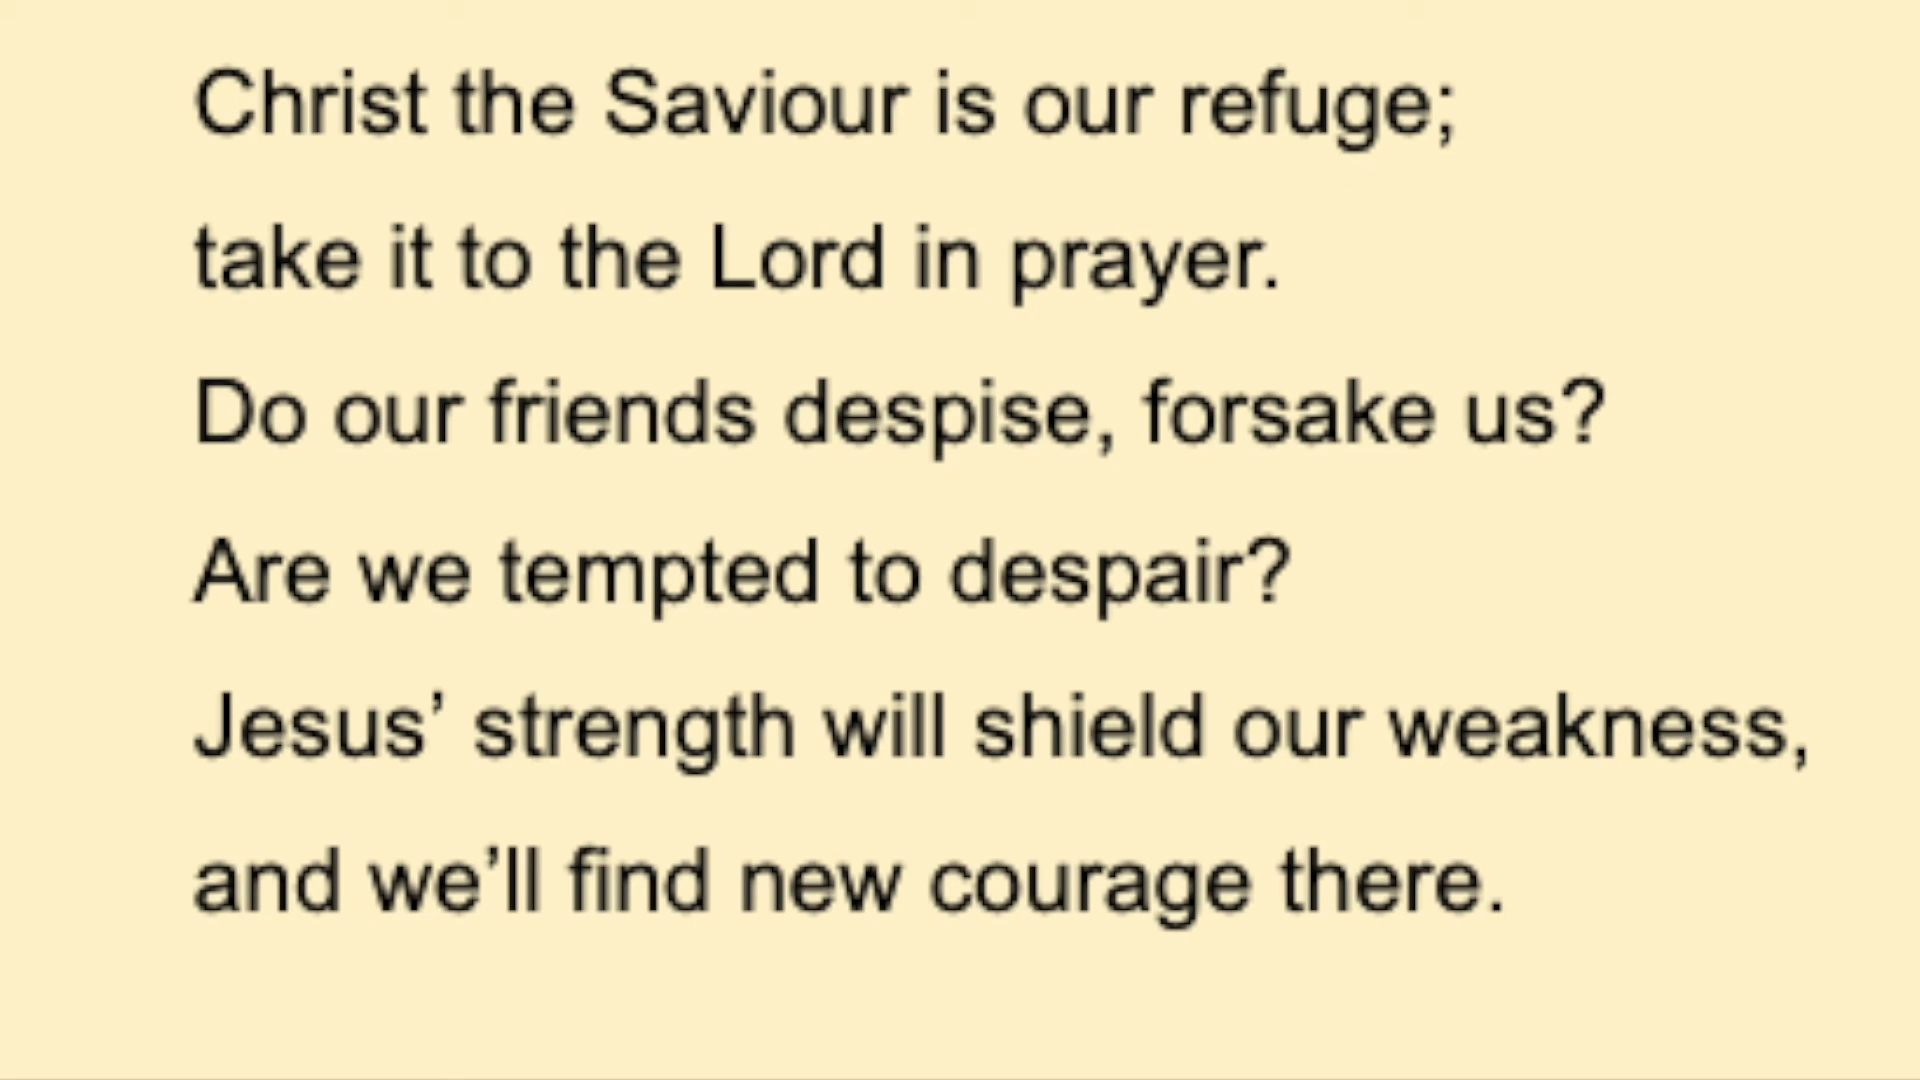 Christ the Saviour is our refuge;
take it to the Lord in prayer.
Do our friends despise, forsake us?
Are we tempted to despair?
Jesus’ strength will shield our weakness,
and we’ll find new courage there.